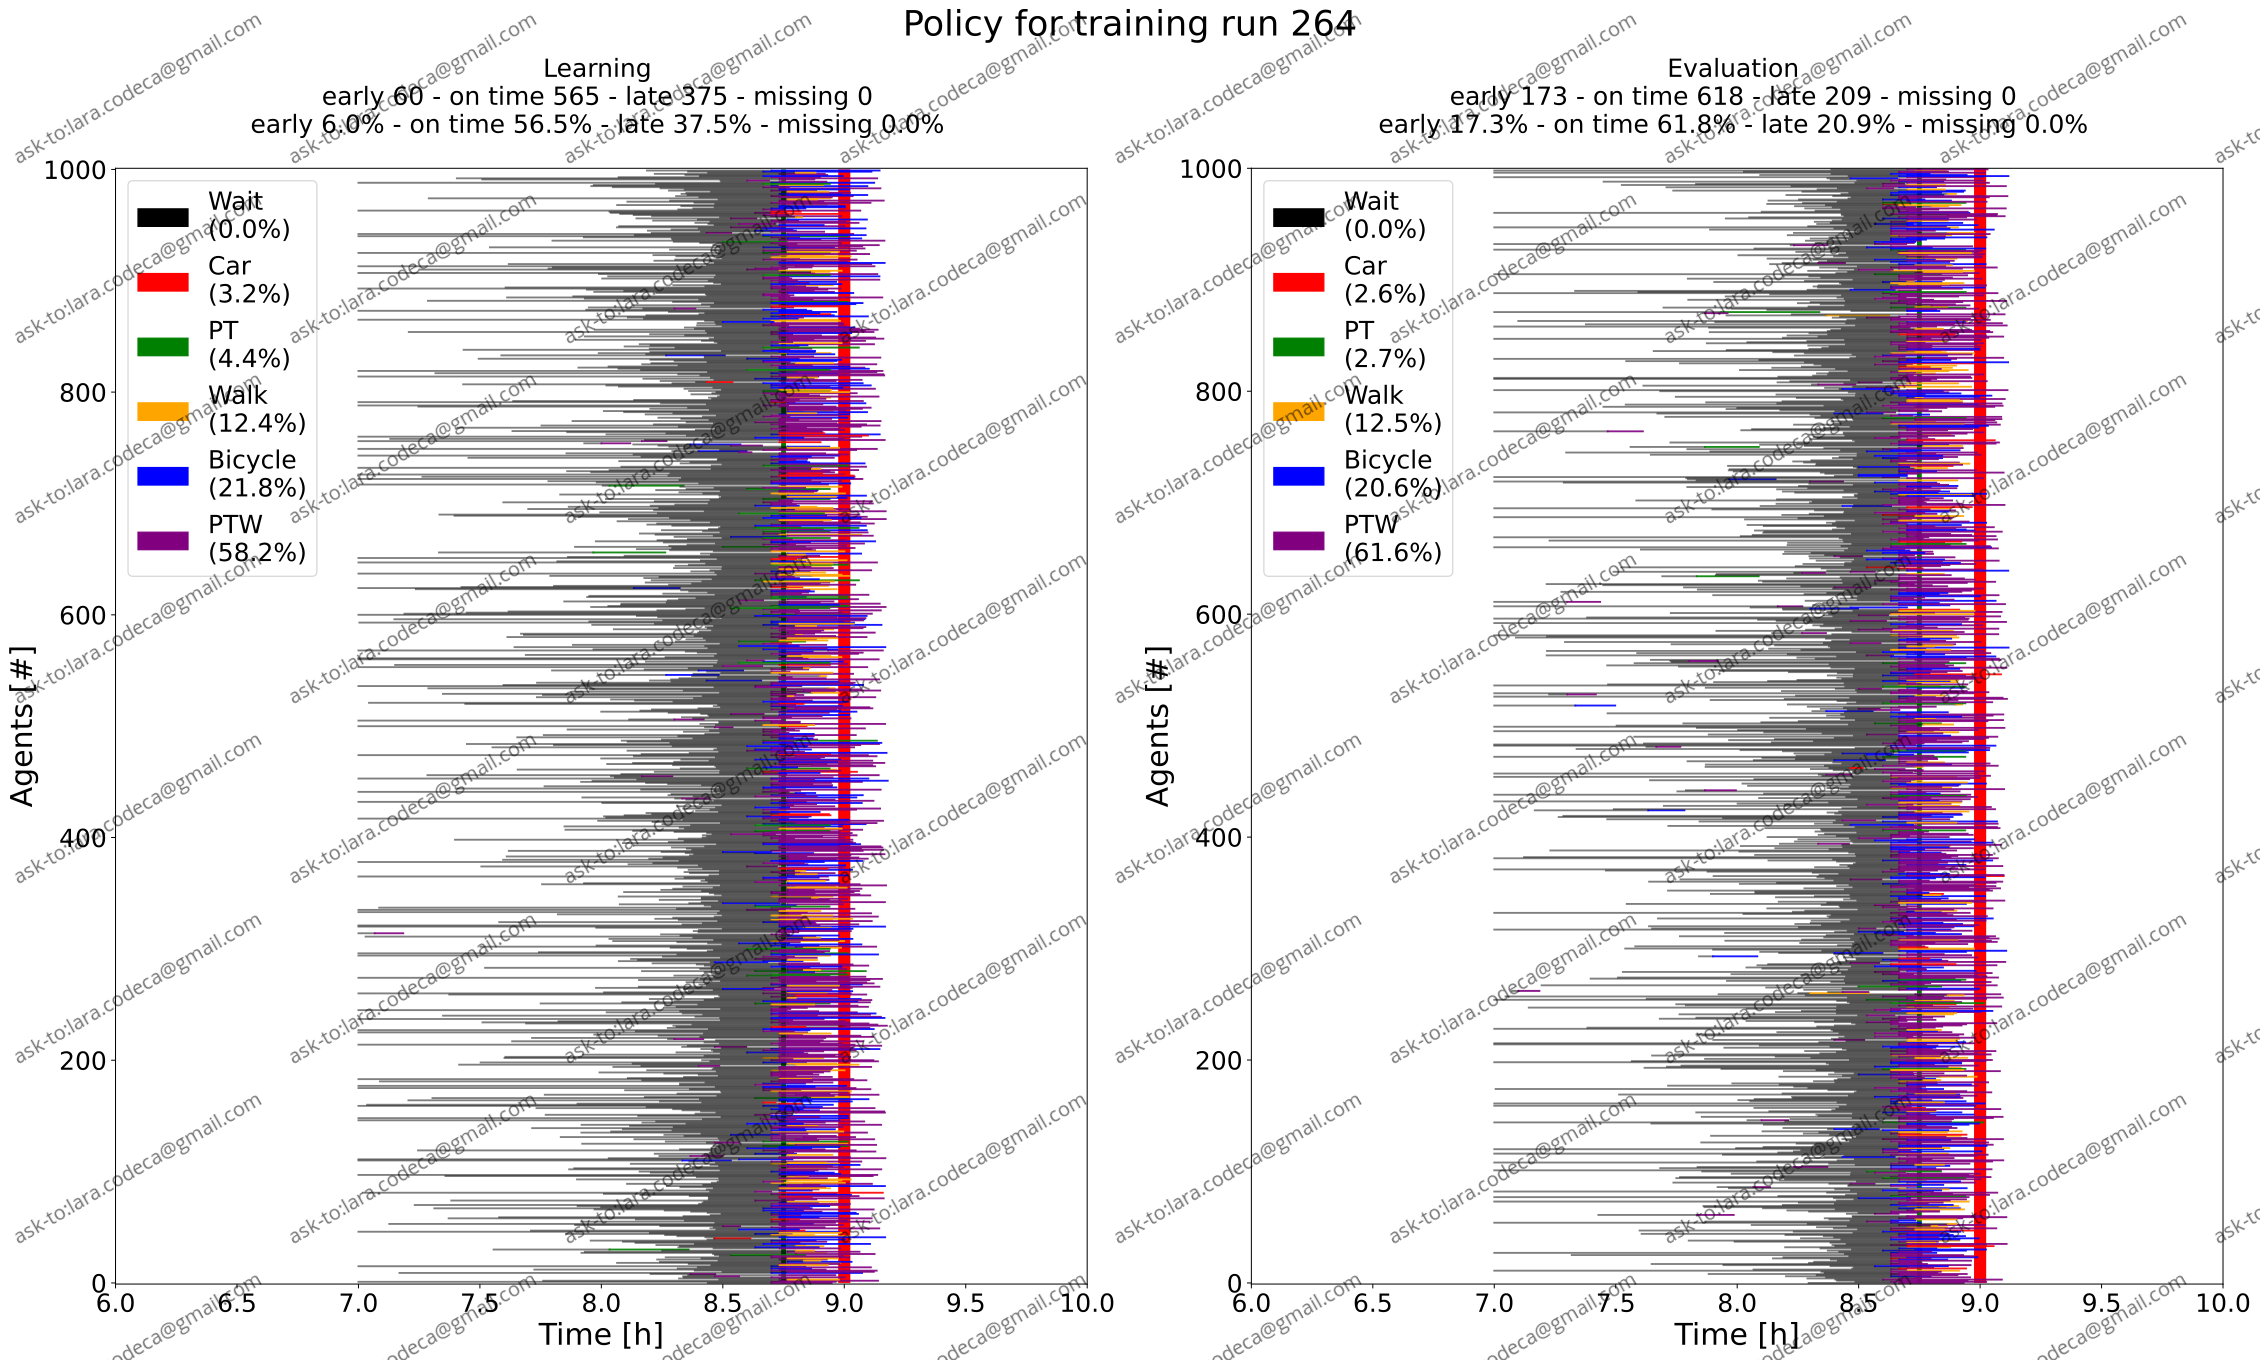 Policy for training run 264
Learning
early 60 - on time 565 - late 375 - missing 0
early 6.0% - on time 56.5% - late 37.5% - missing 0.0%
1000
800
600
400
200
0
Agents [#]
Wait
(0.0%)
Car
(3.2%)
PT
(4.4%)
Walk
(12.4%)
Bicycle
(21.8%)
PTW
(58.2%)
6.0 6.5 7.0 7.5 8.0 8.5 9.0 9.5 10.0
Time [h]
Evaluation
early 173 - on time 618 - late 209 - missing 0
early 17.3% - on time 61.8% - late 20.9% - missing 0.0%
1000
800
600
400
200
0
Agents [#]
Wait
(0.0%)
Car
(2.6%)
PT
(2.7%)
Walk
(12.5%)
Bicycle
(20.6%)
PTW
(61.6%)
6.0 6.5 7.0 7.5 8.0 8.5 9.0 9.5 10.0
Time [h]
ask-to:lara.codeca@gmail.com